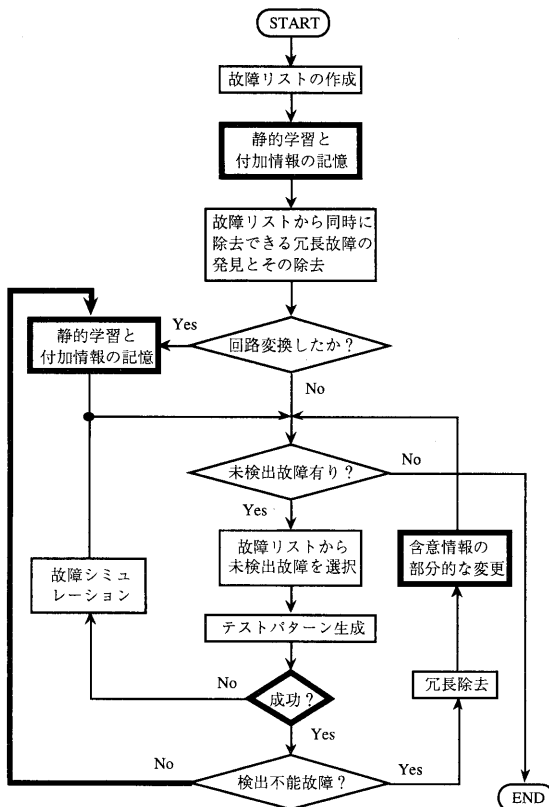 START
故障リストの作成
静的学習と
付加情報の記憶
故障リストから同時に
除去できる冗長故障の
発見とその除去
静的学習と
付加情報の記憶
Yes
回路変換したか？
No
未検出故障有り？
No
Yes
故障シミュ
レーション
故障リストから
未検出故障を選択
含意情報の
部分的な変更
テストパターン生成
No
成功？
冗長除去
Yes
No
検出不能故障？
Yes
END